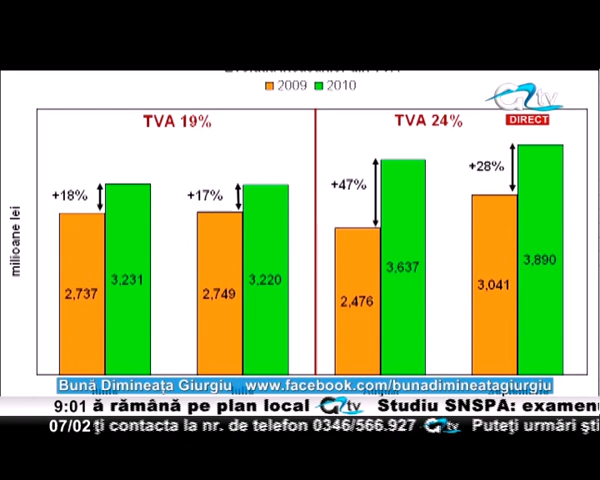 2009 2010
TVA 19% TVA 24%
G tv
DIRECT
+18% +17% +47% +28%
milioane lei
2,737 3,231 2,749 3,220 2,476 3,637 3,041 3,890
Bună Dimineața Giurgiu www.facebook.com/bunadimineatagiurgiu
9:01 ă rămână pe plan local G tv Studiu SNSPA: examenu
07/02 ți contacta la nr. de telefon 0346/566.927 G tv Puteți urmări ști